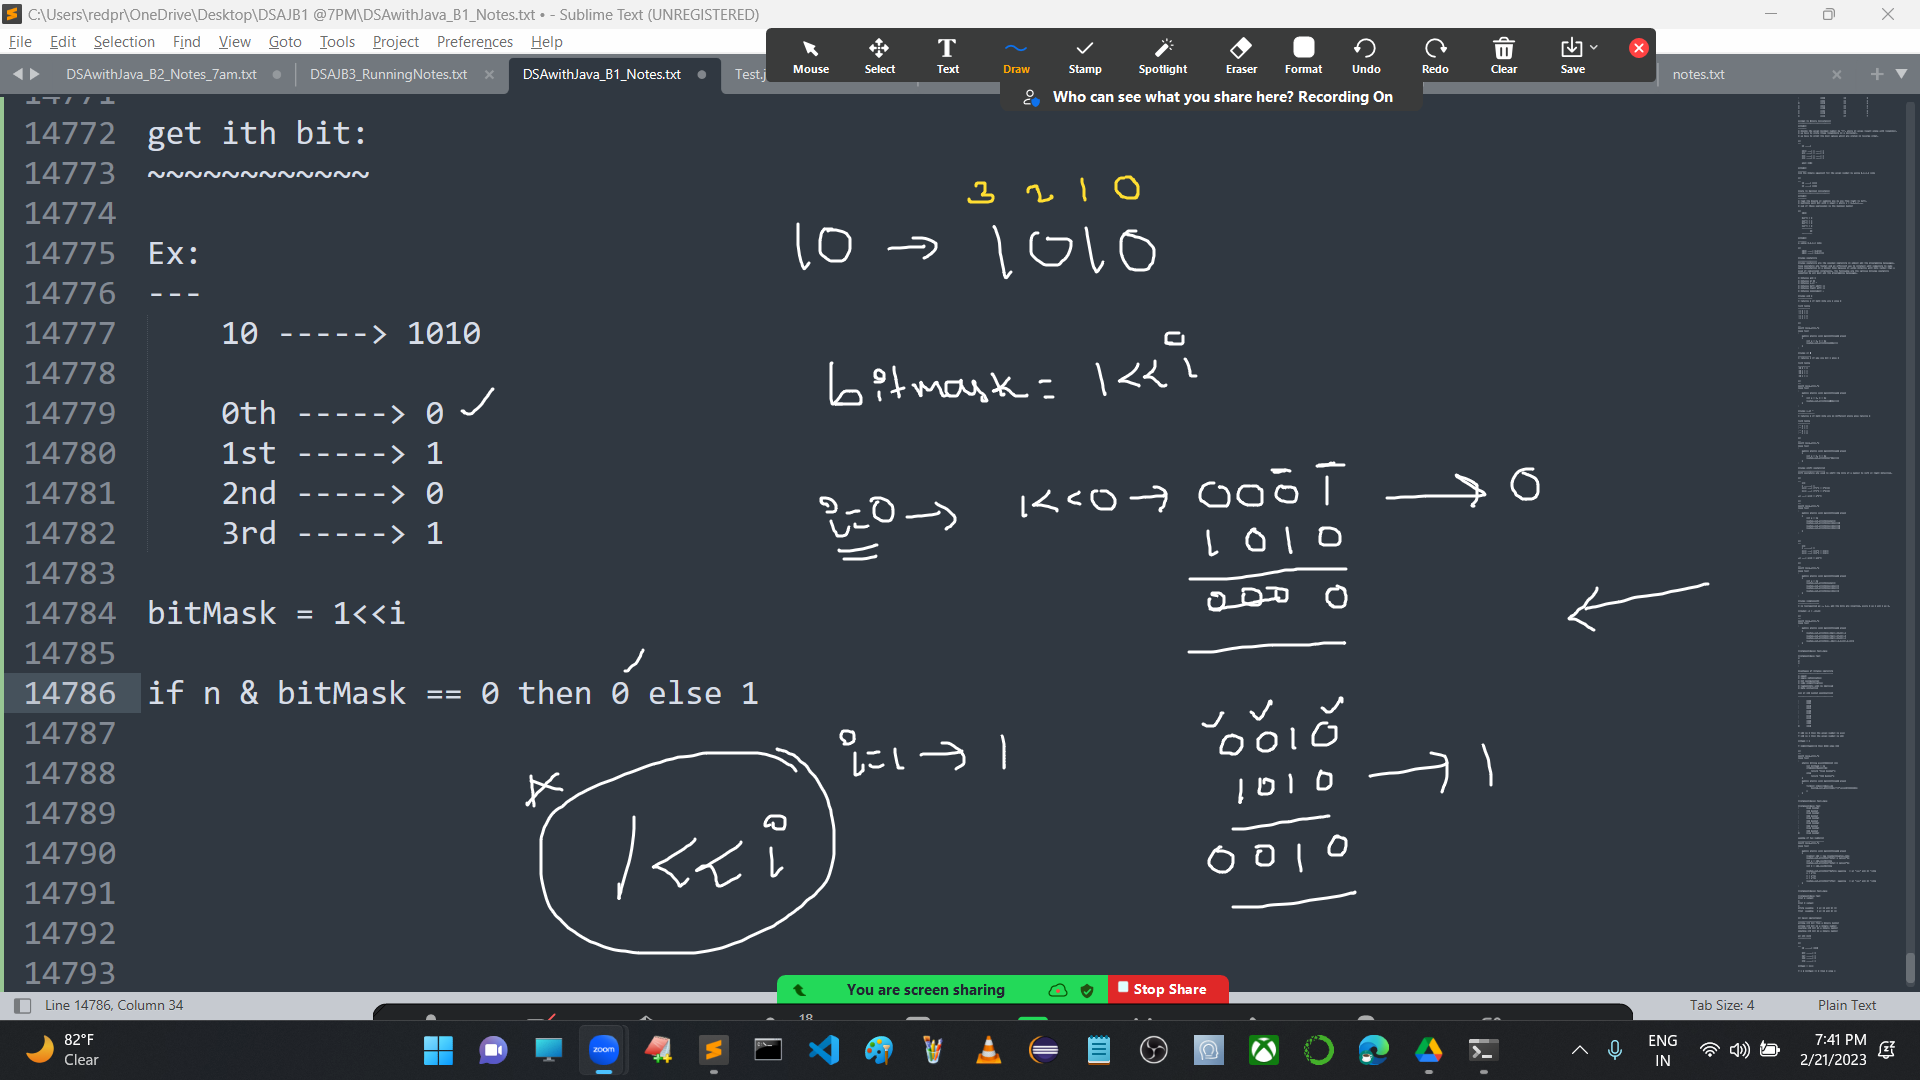 C:\Users\redpr\OneDrive\Desktop\DSAJB1 @7PM\DSAwithJava_B1_Notes.txt • - Sublime Text (UNREGISTERED)
File Edit Selection Find View Goto Tools Project Preferences Help
Mouse Select Text Draw Stamp Spotlight Eraser Format Undo Redo Clear Save
DSAwithJava_B2_Notes_7am.txt DSAJB3_RunningNotes.txt DSAwithJava_B1_Notes.txt Test.j notes.txt
Who can see what you share here? Recording On
14771
14772 get ith bit:
14773 ~~~~~~~~~~~~
14774
14775 Ex:
14776 ---
14777 10 -----> 1010
14778
14779 0th -----> 0
14780 1st -----> 1
14781 2nd -----> 0
14782 3rd -----> 1
14783
14784 bitMask = 1<<i
14785
14786 if n & bitMask == 0 then 0 else 1
14787
14788
14789
14790
14791
14792
14793
3 2 1 0
10 → 1010
bitmask = 1<<i
i=0 → 1<<0 → 0001 → 0
1010
0000
i=1 → 1
0010
1010 → 1
0010
1<<i
You are screen sharing Stop Share
Line 14786, Column 34 Tab Size: 4 Plain Text
18
82°F
Clear
zoom
ENG
IN
7:41 PM
2/21/2023